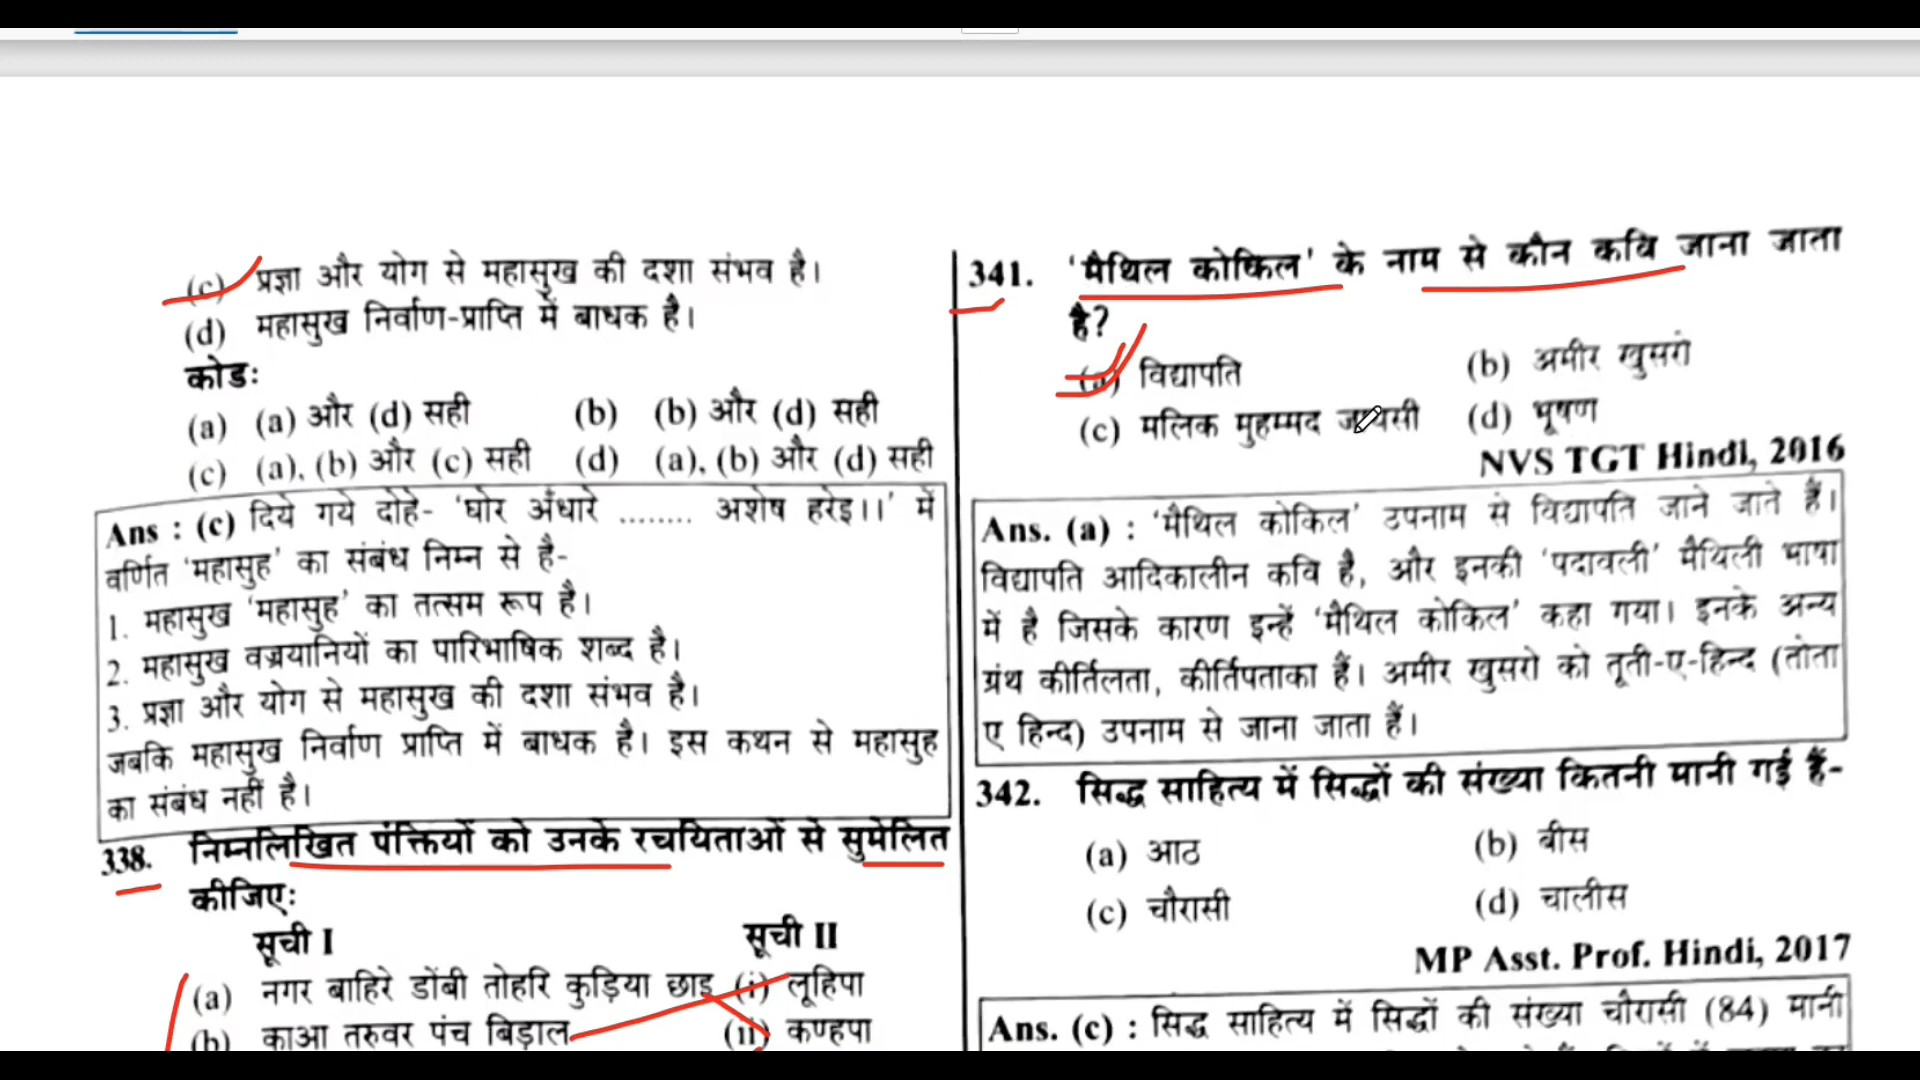 (c) प्रज्ञा और योग से महासुख की दशा संभव है।
(d) महासुख निर्वाण-प्राप्ति में बाधक है।
कोडः
(a) (a) और (d) सही (b) (b) और (d) सही
(c) (a), (b) और (c) सही (d) (a), (b) और (d) सही
Ans : (c) दिये गये दोहे- 'घोर अँधारे ........ अशेष हरेइ।।' में
वर्णित 'महासुह' का संबंध निम्न से है-
1. महासुख 'महासुह' का तत्सम रूप है।
2. महासुख वज्रयानियों का पारिभाषिक शब्द है।
3. प्रज्ञा और योग से महासुख की दशा संभव है।
जबकि महासुख निर्वाण प्राप्ति में बाधक है। इस कथन से महासुह
का संबंध नहीं है।
338. निम्नलिखित पंक्तियों को उनके रचयिताओं से सुमेलित
कीजिए:
सूची I सूची II
(a) नगर बाहिरे डोंबी तोहरि कुड़िया छाइ (i) लूहिपा
(b) काआ तरुवर पंच बिड़ाल (ii) कण्हपा
341. 'मैथिल कोकिल' के नाम से कौन कवि जाना जाता
है?
(a) विद्यापति (b) अमीर खुसरो
(c) मलिक मुहम्मद जायसी (d) भूषण
NVS TGT Hindi, 2016
Ans. (a) : 'मैथिल कोकिल' उपनाम से विद्यापति जाने जाते हैं।
विद्यापति आदिकालीन कवि है, और इनकी 'पदावली' मैथिली भाषा
में है जिसके कारण इन्हें 'मैथिल कोकिल' कहा गया। इनके अन्य
ग्रंथ कीर्तिलता, कीर्तिपताका हैं। अमीर खुसरो को तूती-ए-हिन्द (तोता
ए हिन्द) उपनाम से जाना जाता हैं।
342. सिद्ध साहित्य में सिद्धों की संख्या कितनी मानी गई हैं-
(a) आठ (b) बीस
(c) चौरासी (d) चालीस
MP Asst. Prof. Hindi, 2017
Ans. (c) : सिद्ध साहित्य में सिद्धों की संख्या चौरासी (84) मानी